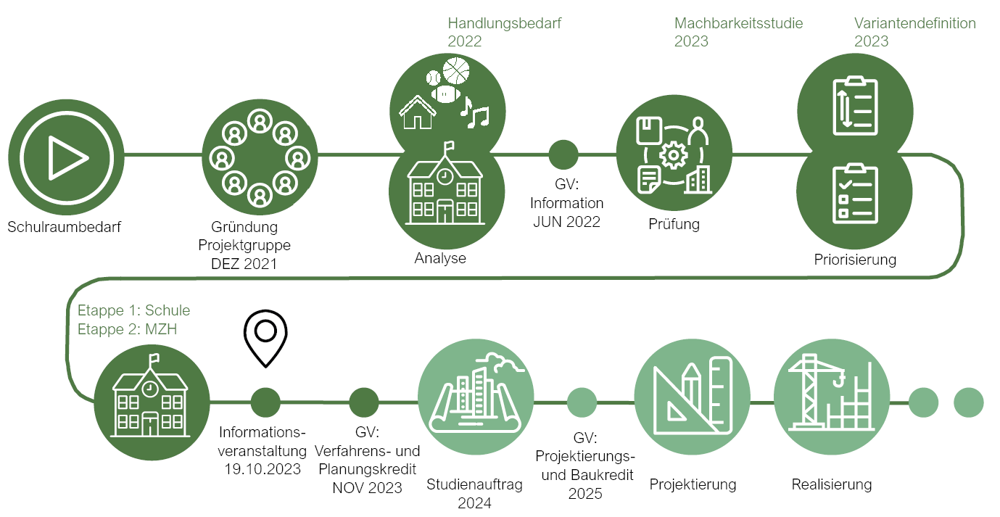 Handlungsbedarf
2022
Machbarkeitsstudie
2023
Variantendefinition
2023
Schulraumbedarf
Gründung
Projektgruppe
DEZ 2021
Analyse
GV:
Information
JUN 2022
Prüfung
Priorisierung
Etappe 1: Schule
Etappe 2: MZH
Informations-
veranstaltung
19.10.2023
GV:
Verfahrens- und
Planungskredit
NOV 2023
Studienauftrag
2024
GV:
Projektierungs-
und Baukredit
2025
Projektierung
Realisierung